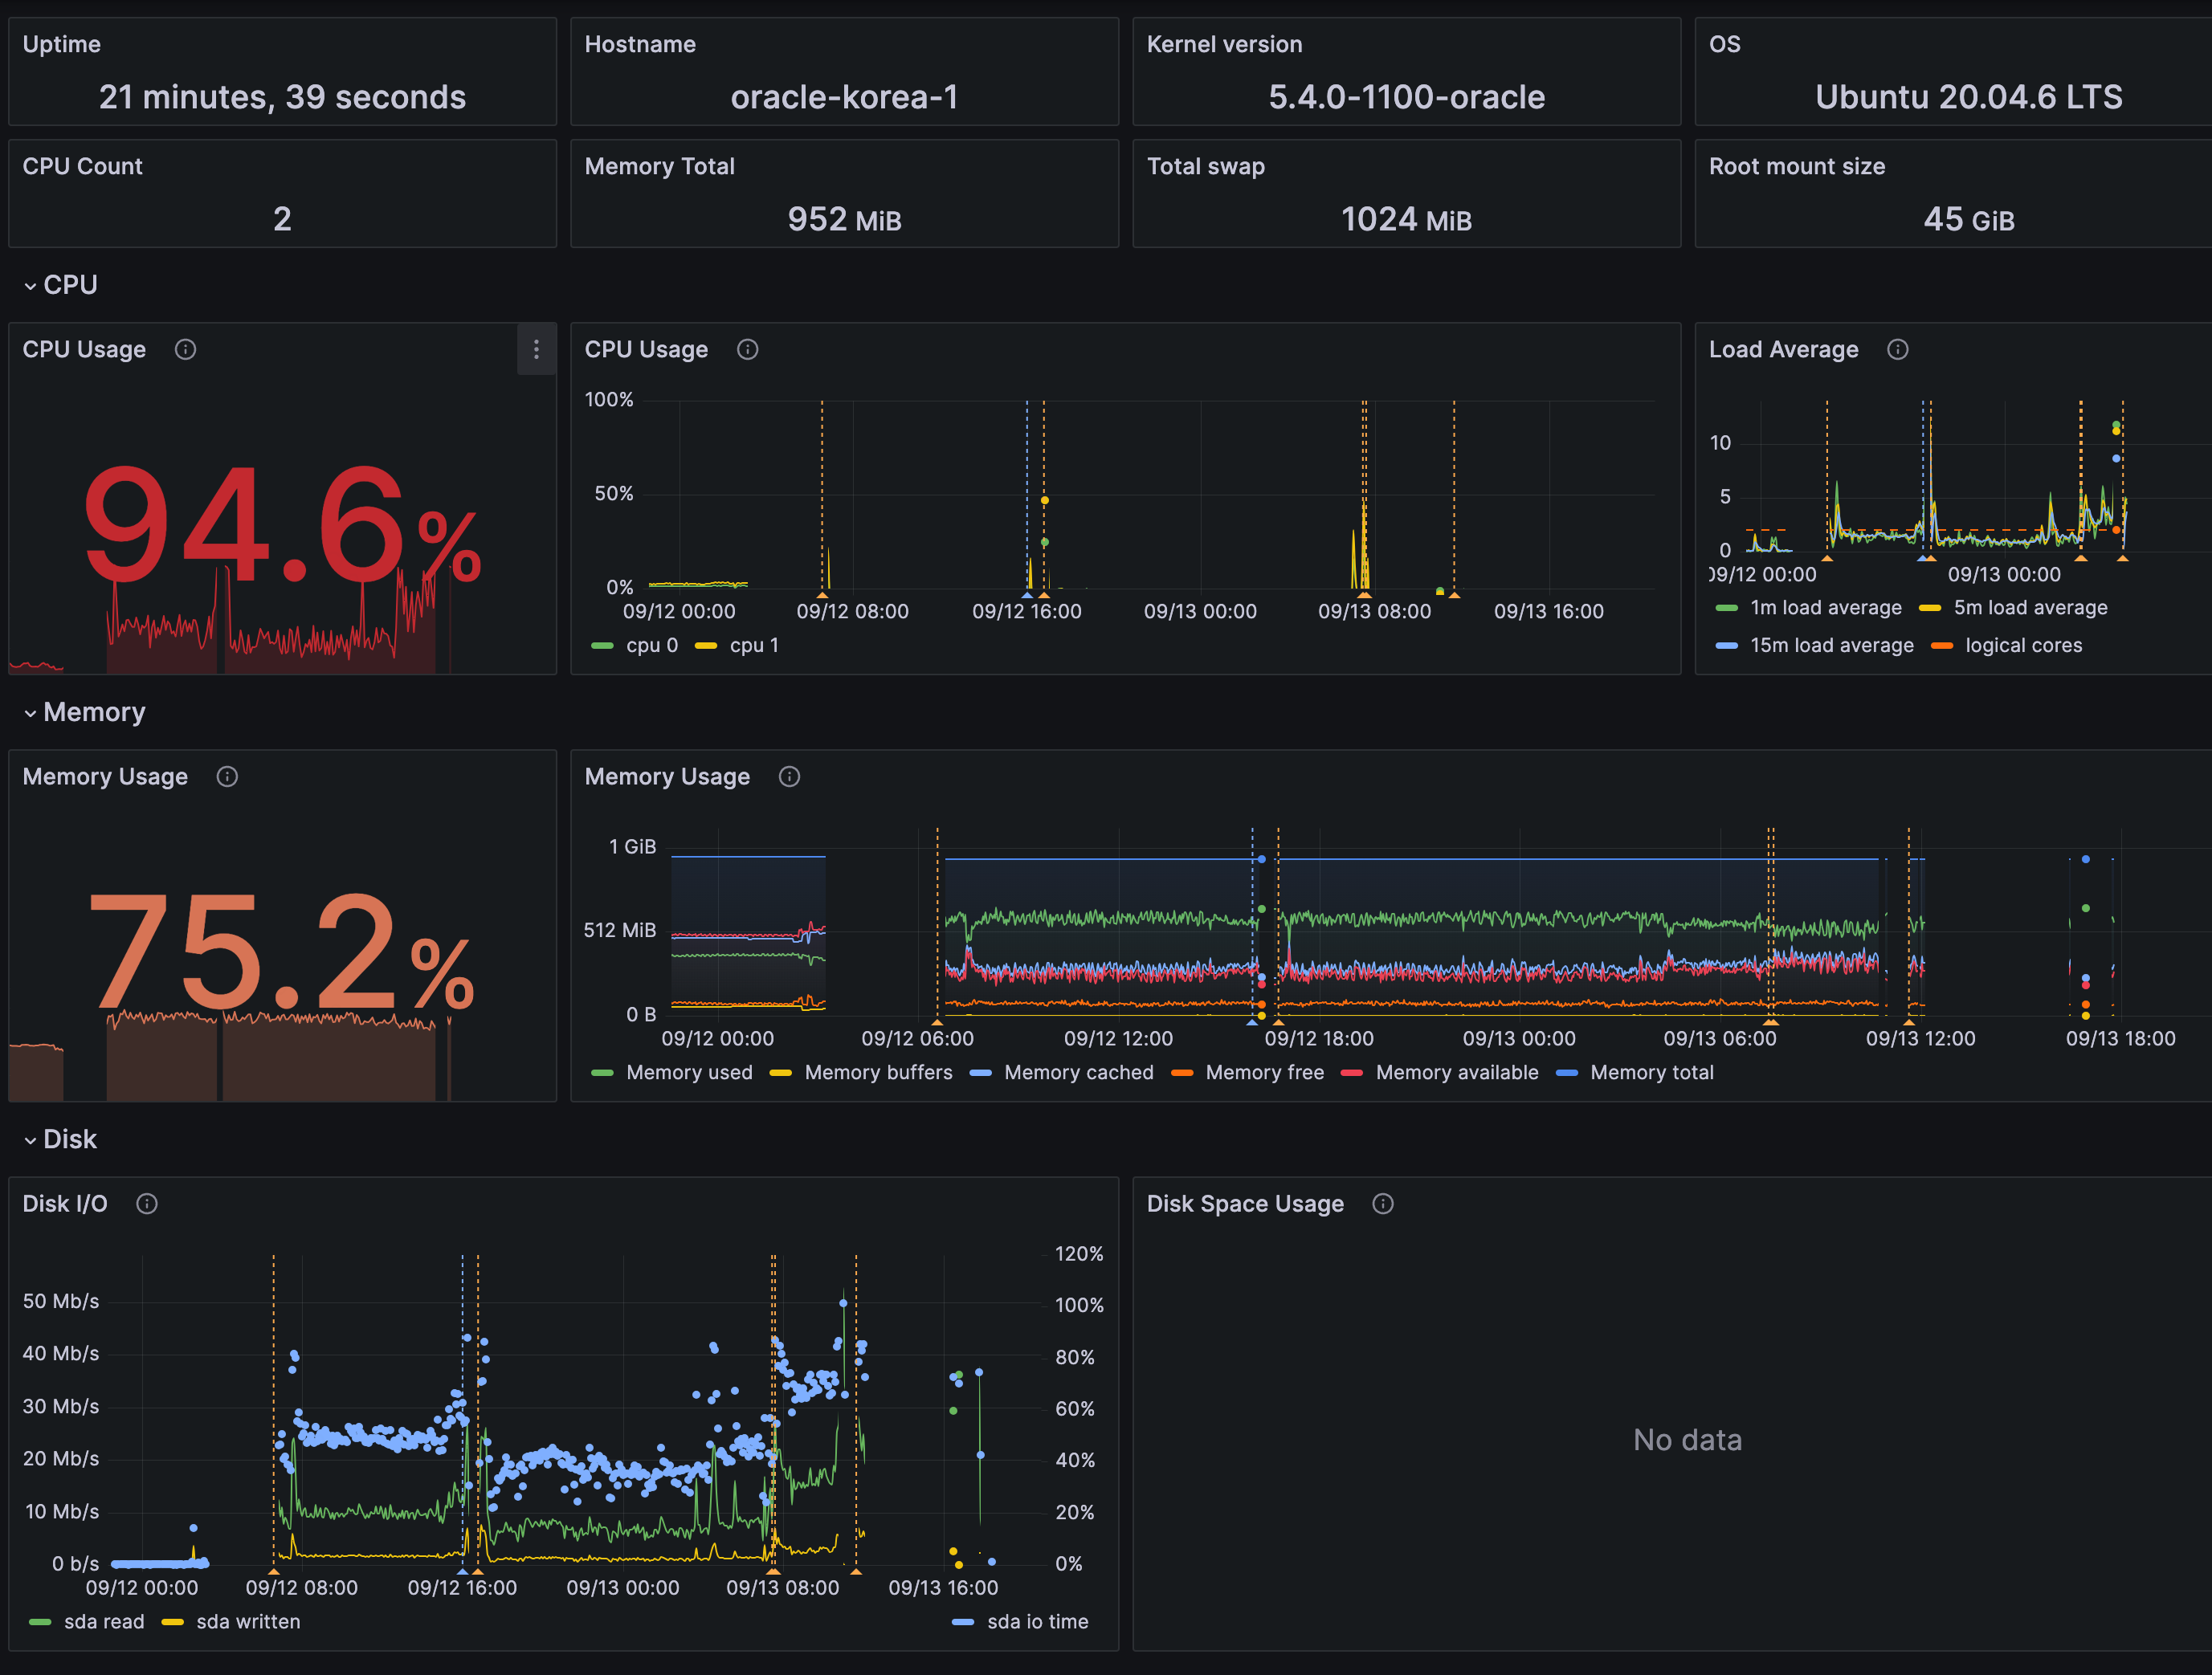 Uptime
21 minutes, 39 seconds
Hostname
oracle-korea-1
Kernel version
5.4.0-1100-oracle
OS
Ubuntu 20.04.6 LTS
CPU Count
2
Memory Total
952 MiB
Total swap
1024 MiB
Root mount size
45 GiB
CPU
CPU Usage
94.6%
CPU Usage
100%
50%
0%
09/12 00:00 09/12 08:00 09/12 16:00 09/13 00:00 09/13 08:00 09/13 16:00
cpu 0 cpu 1
Load Average
10
5
0
09/12 00:00 09/13 00:00
1m load average 5m load average
15m load average logical cores
Memory
Memory Usage
75.2%
Memory Usage
1 GiB
512 MiB
0 B
09/12 00:00 09/12 06:00 09/12 12:00 09/12 18:00 09/13 00:00 09/13 06:00 09/13 12:00 09/13 18:00
Memory used Memory buffers Memory cached Memory free Memory available Memory total
Disk
Disk I/O
50 Mb/s
40 Mb/s
30 Mb/s
20 Mb/s
10 Mb/s
0 b/s
120%
100%
80%
60%
40%
20%
0%
09/12 00:00 09/12 08:00 09/12 16:00 09/13 00:00 09/13 08:00 09/13 16:00
sda read sda written sda io time
Disk Space Usage
No data